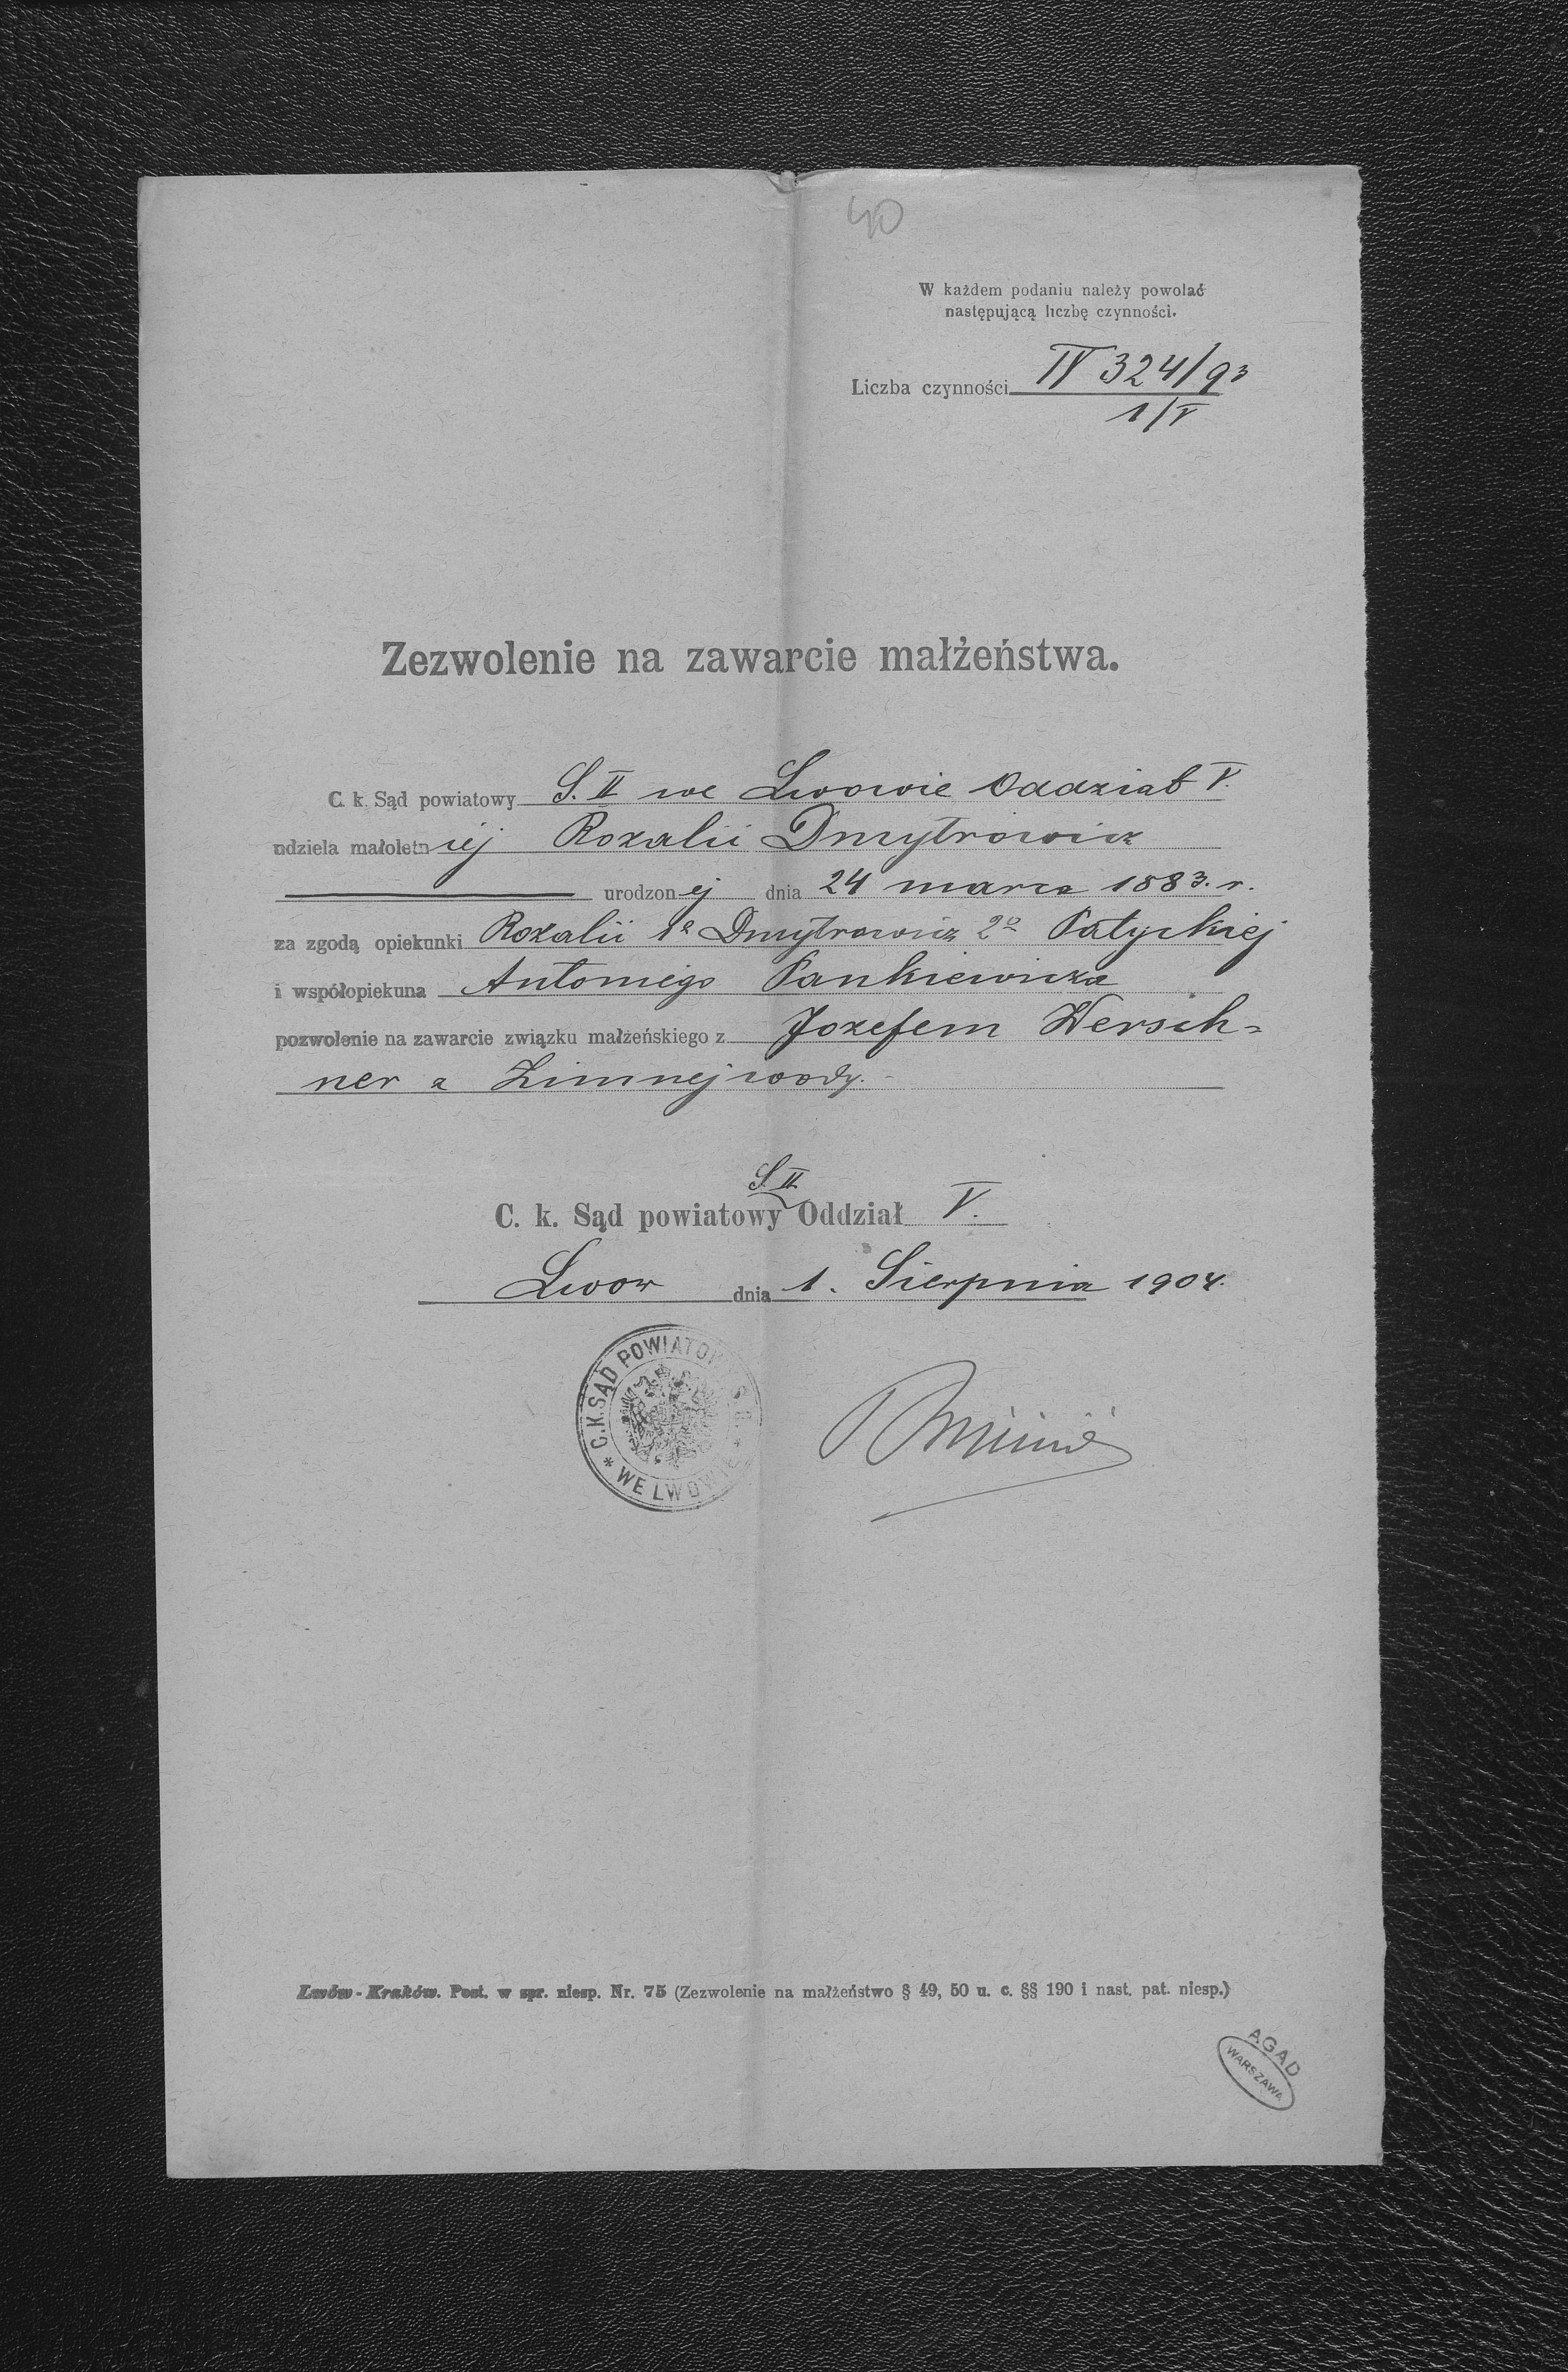 40
W każdem podaniu należy powołać
następującą liczbę czynności.
Liczba czynności IV 324/93
1/V
Zezwolenie na zawarcie małżeństwa.
C. k. Sąd powiatowy S. II we Lwowie Oddział V.
udziela małoletniej Rozalii Dmytrowicz
urodzonej dnia 24 marca 1883. r.
za zgodą opiekunki Rozalii 1º Dmytrowicz 2º Patyckiej
i współopiekuna Antoniego Pankiewicza
pozwolenie na zawarcie związku małżeńskiego z Jozefem Wersch-
ner z Zimnejwody.
S. II
C. k. Sąd powiatowy Oddział V.
Lwow dnia 1. Sierpnia 1904.
* C. K. SĄD POWIATOWY S. II. * WE LWOWIE
Lwów-Kraków. Post. w spr. niesp. Nr. 75 (Zezwolenie na małżeństwo § 49, 50 u. c. §§ 190 i nast. pat. niesp.)
AGAD
WARSZAWA